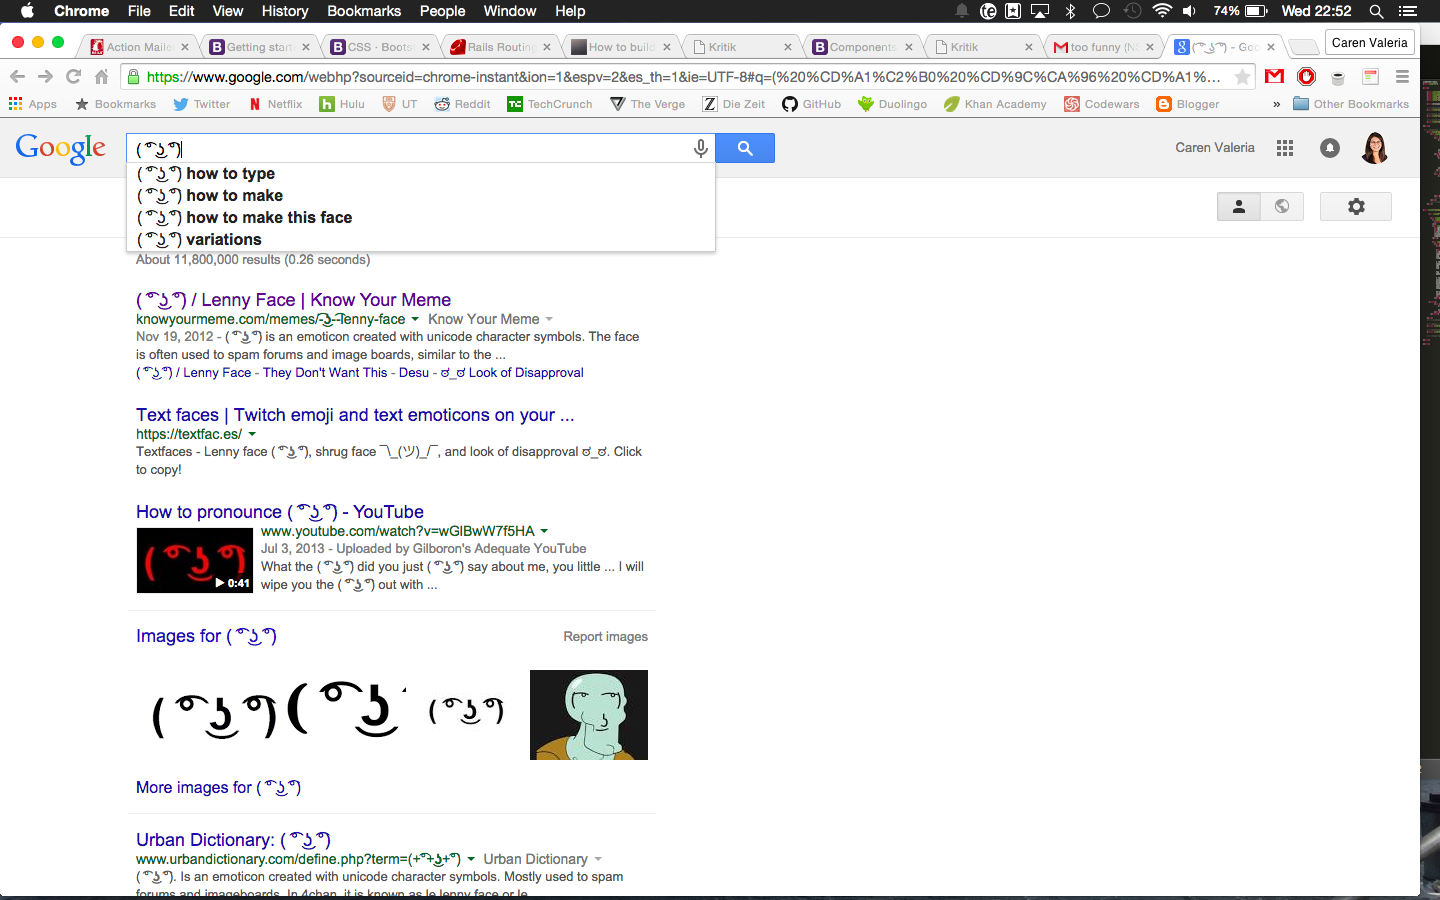 Chrome File Edit View History Bookmarks People Window Help 74% Wed 22:52
Action Maile Getting start CSS · Boots Rails Routing How to build Kritik Components Kritik too funny (N ( ͡° ͜ʖ ͡°) - Goo Caren Valeria
https://www.google.com/webhp?sourceid=chrome-instant&ion=1&espv=2&es_th=1&ie=UTF-8#q=(%20%CD%A1%C2%B0%20%CD%9C%CA%96%20%CD%A1%...
Apps Bookmarks Twitter Netflix Hulu UT Reddit TechCrunch The Verge Die Zeit GitHub Duolingo Khan Academy Codewars Blogger » Other Bookmarks
Google ( ͡° ͜ʖ ͡°) Caren Valeria
( ͡° ͜ʖ ͡°) how to type
( ͡° ͜ʖ ͡°) how to make
( ͡° ͜ʖ ͡°) how to make this face
( ͡° ͜ʖ ͡°) variations
About 11,800,000 results (0.26 seconds)
( ͡° ͜ʖ ͡°) / Lenny Face | Know Your Meme
knowyourmeme.com/memes/-͡-͜ʖ-͡-lenny-face Know Your Meme
Nov 19, 2012 - ( ͡° ͜ʖ ͡°) is an emoticon created with unicode character symbols. The face
is often used to spam forums and image boards, similar to the ...
( ͡° ͜ʖ ͡°) / Lenny Face - They Don't Want This - Desu - ಠ_ಠ Look of Disapproval
Text faces | Twitch emoji and text emoticons on your ...
https://textfac.es/
Textfaces - Lenny face ( ͡° ͜ʖ ͡°), shrug face ¯\_(ツ)_/¯, and look of disapproval ಠ_ಠ. Click
to copy!
How to pronounce ( ͡° ͜ʖ ͡°) - YouTube
www.youtube.com/watch?v=wGlBwW7f5HA
Jul 3, 2013 - Uploaded by Gilboron's Adequate YouTube
What the ( ͡° ͜ʖ ͡°) did you just ( ͡° ͜ʖ ͡°) say about me, you little ... I will
wipe you the ( ͡° ͜ʖ ͡°) out with ...
( ͡° ͜ʖ ͡°)
0:41
Images for ( ͡° ͜ʖ ͡°) Report images
( ͡° ͜ʖ ͡°) ( ͡° ͜ʖ ( ͡° ͜ʖ ͡°)
More images for ( ͡° ͜ʖ ͡°)
Urban Dictionary: ( ͡° ͜ʖ ͡°)
www.urbandictionary.com/define.php?term=(+͡°+͜ʖ+͡°) Urban Dictionary
( ͡° ͜ʖ ͡°). Is an emoticon created with unicode character symbols. Mostly used to spam
forums and imageboards. In 4chan, it is known as le lenny face or le